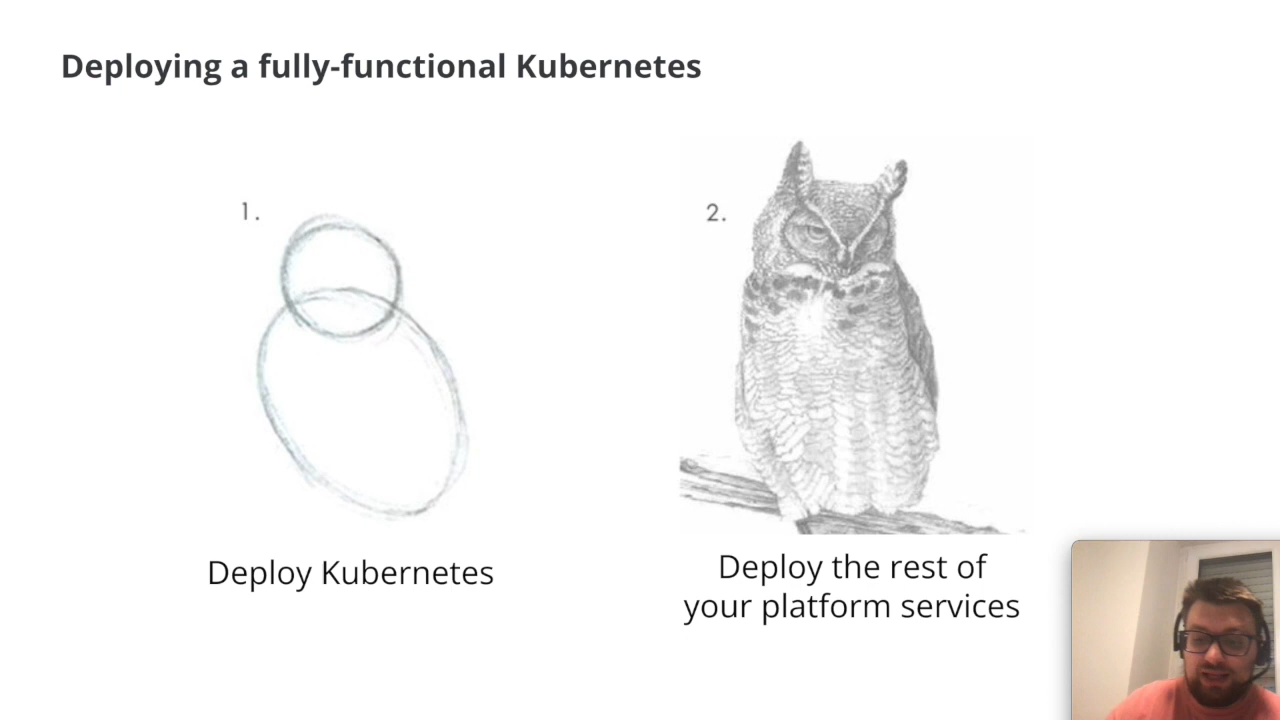 Deploying a fully-functional Kubernetes
1.
2.
Deploy Kubernetes
Deploy the rest of
your platform services